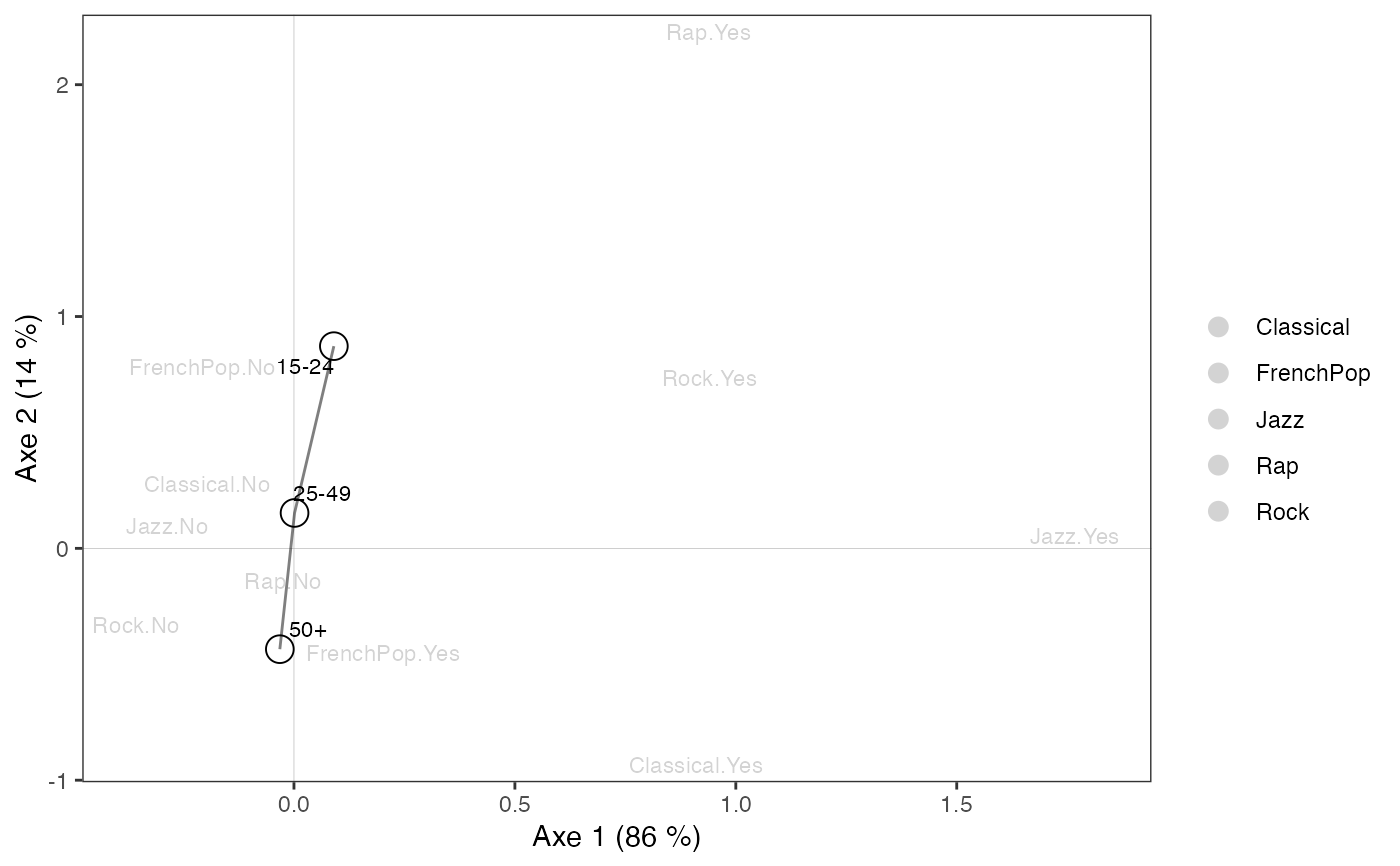 Rap.Yes
2
1
FrenchPop.No
15-24
Rock.Yes
Classical
FrenchPop
Jazz
Rap
Rock
Axe 2 (14 %)
Classical.No
25-49
Jazz.No
Jazz.Yes
0
Rap.No
Rock.No
50+
FrenchPop.Yes
Classical.Yes
-1
0.0
0.5
1.0
1.5
Axe 1 (86 %)